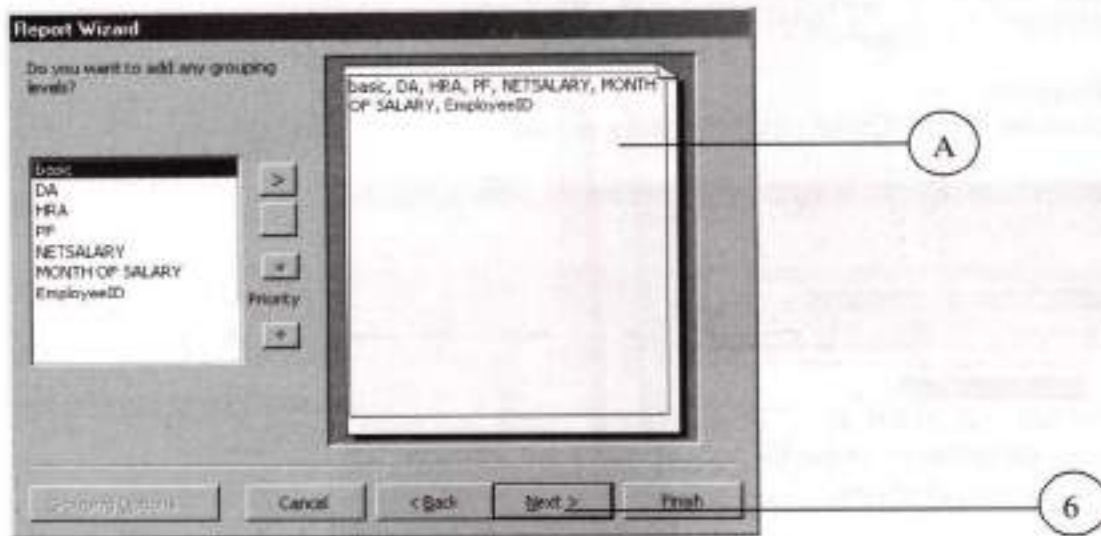 Report Wizard
Do you want to add any grouping
levels?
basic, DA, HRA, PF, NETSALARY, MONTH
OF SALARY, EmployeeID
A
basic
DA
HRA
PF
NETSALARY
MONTH OF SALARY
EmployeeID
>
Priority
Cancel
< Back
Next >
Finish
6